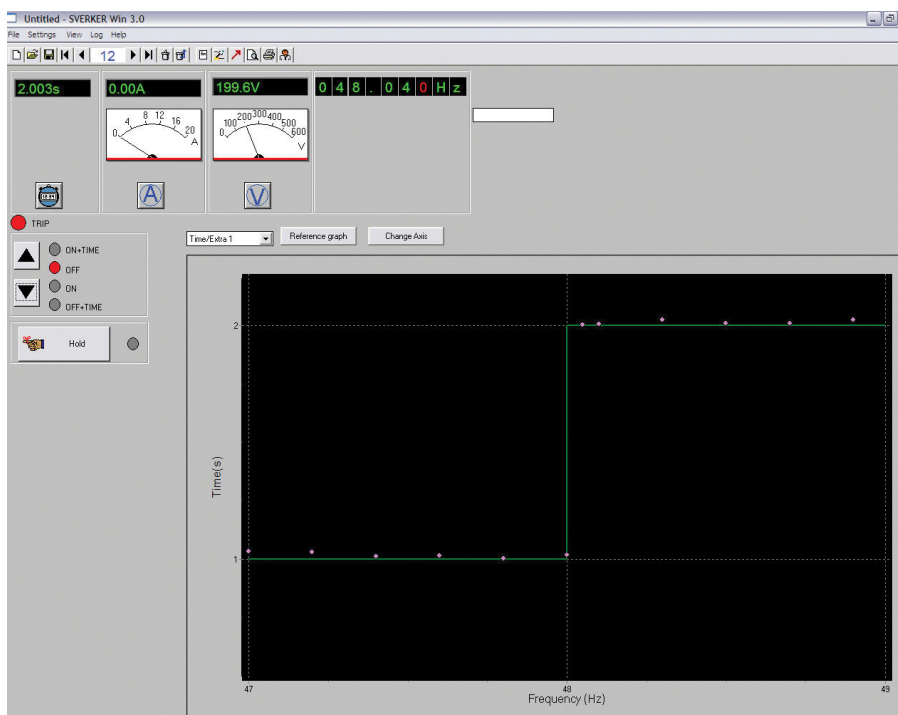 Untitled - SVERKER Win 3.0
File Settings View Log Help
12
2.003s
0.00A
199.6V
048.040Hz
0 4 8 12 16 20
A
0 100 200 300 400 500 600
V
A
V
TRIP
ON+TIME
OFF
ON
OFF+TIME
Hold
Time/Extra 1
Reference graph
Change Axis
2
Time(s)
1
47 48 49
Frequency (Hz)